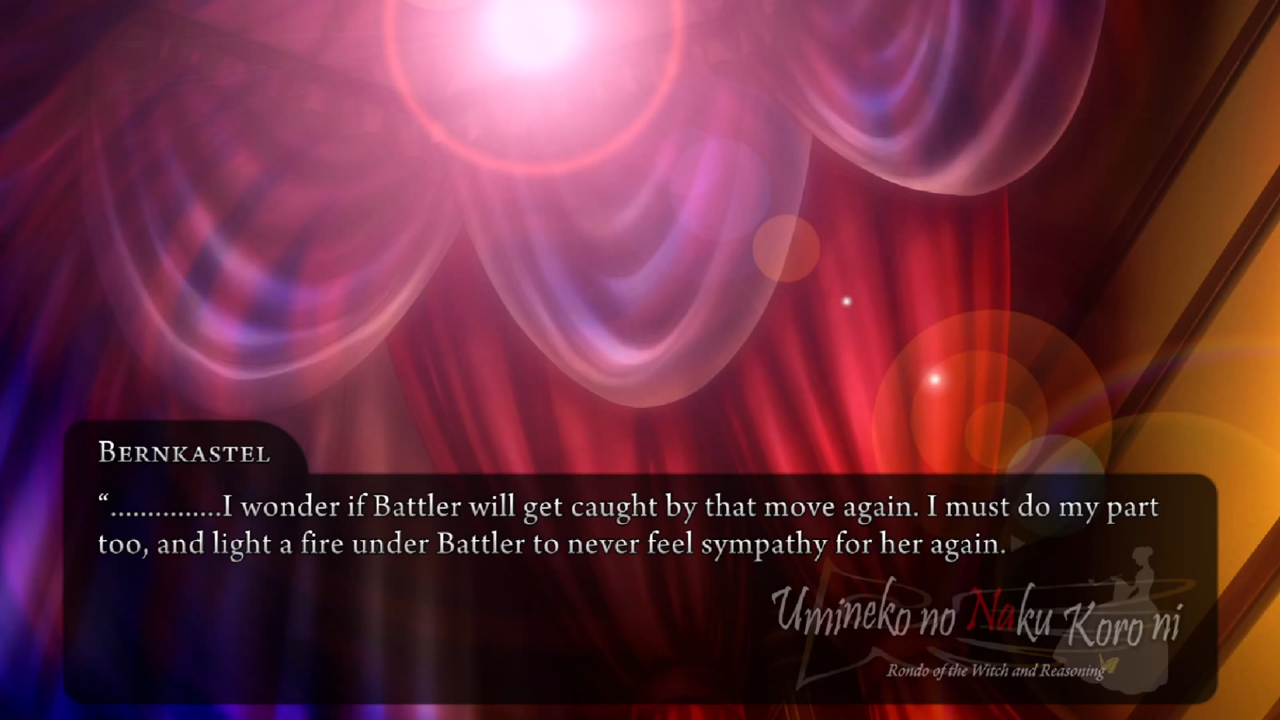 BERNKASTEL
“...............I wonder if Battler will get caught by that move again. I must do my part
too, and light a fire under Battler to never feel sympathy for her again.
Umineko no Naku Koro ni
Rondo of the Witch and Reasoning